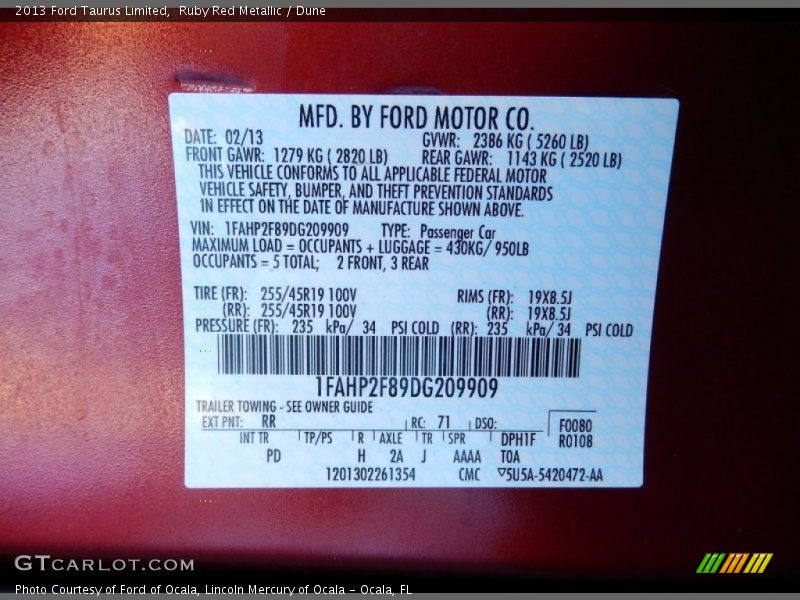 2013 Ford Taurus Limited, Ruby Red Metallic / Dune
MFD. BY FORD MOTOR CO.
DATE: 02/13 GVWR: 2386 KG ( 5260 LB)
FRONT GAWR: 1279 KG ( 2820 LB) REAR GAWR: 1143 KG ( 2520 LB)
THIS VEHICLE CONFORMS TO ALL APPLICABLE FEDERAL MOTOR
VEHICLE SAFETY, BUMPER, AND THEFT PREVENTION STANDARDS
IN EFFECT ON THE DATE OF MANUFACTURE SHOWN ABOVE.
VIN: 1FAHP2F89DG209909 TYPE: Passenger Car
MAXIMUM LOAD = OCCUPANTS + LUGGAGE = 430KG/ 950LB
OCCUPANTS = 5 TOTAL; 2 FRONT, 3 REAR
TIRE (FR): 255/45R19 100V RIMS (FR): 19X8.5J
(RR): 255/45R19 100V (RR): 19X8.5J
PRESSURE (FR): 235 kPa/ 34 PSI COLD (RR): 235 kPa/ 34 PSI COLD
1FAHP2F89DG209909
TRAILER TOWING - SEE OWNER GUIDE
EXT PNT: RR RC: 71 DSO: F0080
INT TR TP/PS R AXLE TR SPR DPH1F R0108
PD H 2A J AAAA T0A
1201302261354 CMC ▽5U5A-5420472-AA
GTCARLOT.COM
Photo Courtesy of Ford of Ocala, Lincoln Mercury of Ocala - Ocala, FL